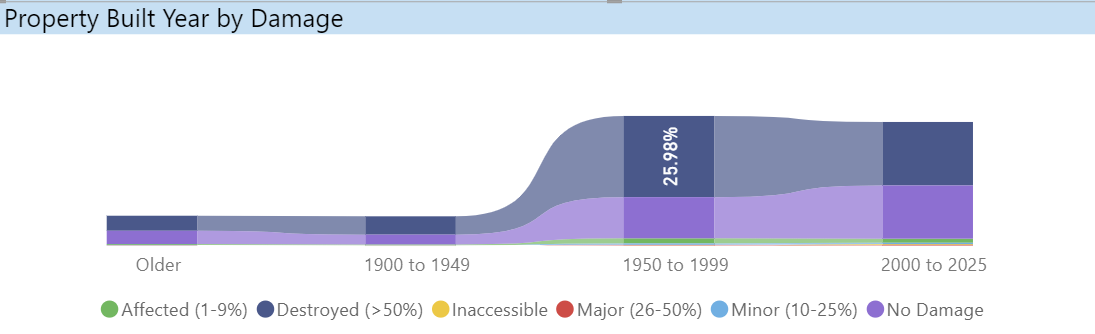 Property Built Year by Damage
25.98%
Older 1900 to 1949 1950 to 1999 2000 to 2025
Affected (1-9%) Destroyed (>50%) Inaccessible Major (26-50%) Minor (10-25%) No Damage